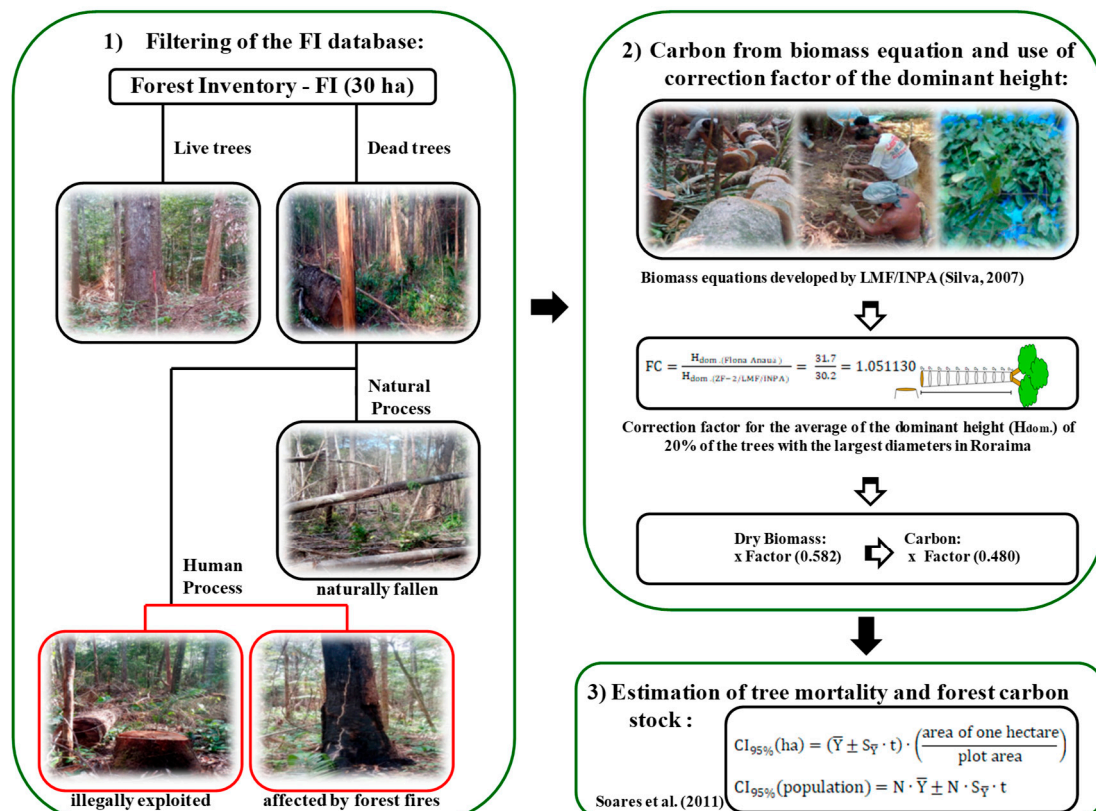 1) Filtering of the FI database:
Forest Inventory - FI (30 ha)
Live trees
Dead trees
Natural
Process
naturally fallen
Human
Process
illegally exploited
affected by forest fires
2) Carbon from biomass equation and use of
correction factor of the dominant height:
Biomass equations developed by LMF/INPA (Silva, 2007)
FC = H_dom.(Flona Anauá) / H_dom.(ZF-2/LMF/INPA) = 31.7 / 30.2 = 1.051130
Correction factor for the average of the dominant height (Hdom.) of
20% of the trees with the largest diameters in Roraima
Dry Biomass:
x Factor (0.582)
Carbon:
x Factor (0.480)
3) Estimation of tree mortality and forest carbon
stock :
CI95%(ha) = (Ȳ ± SȲ · t) · (area of one hectare / plot area)
CI95%(population) = N · Ȳ ± N · SȲ · t
Soares et al. (2011)